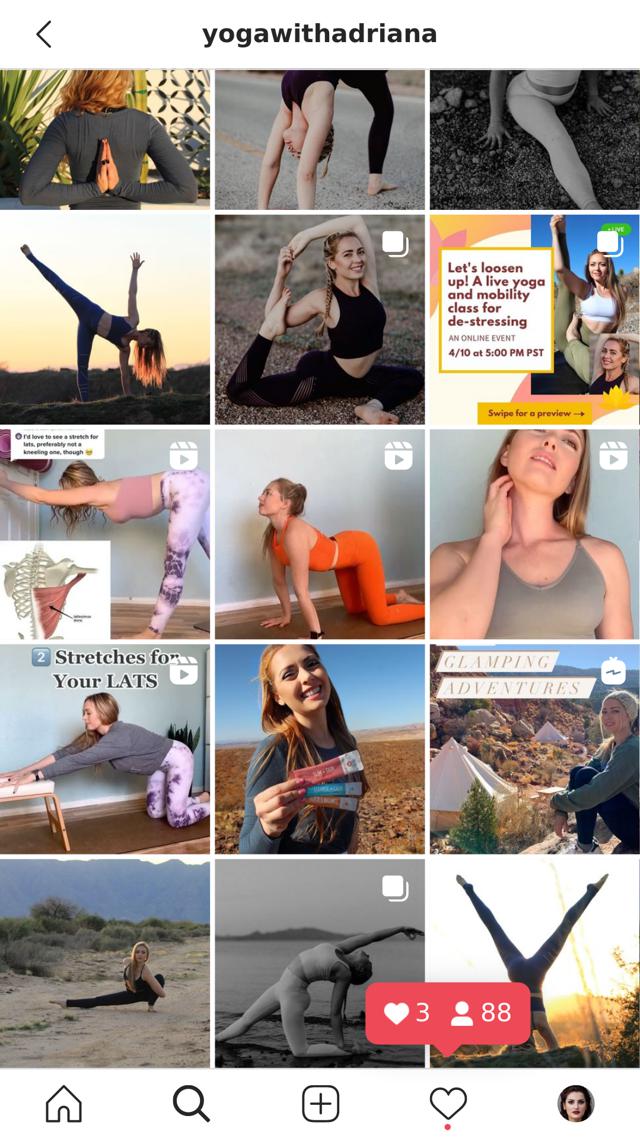 yogawithadriana
LIVE
Let's loosen
up! A live yoga
and mobility
class for
de-stressing
AN ONLINE EVENT
4/10 at 5:00 PM PST
Swipe for a preview →
I'd love to see a stretch for
lats, preferably not a
kneeling one, though 🥺
2 Stretches for
Your LATS
GLAMPING
ADVENTURES
3 88